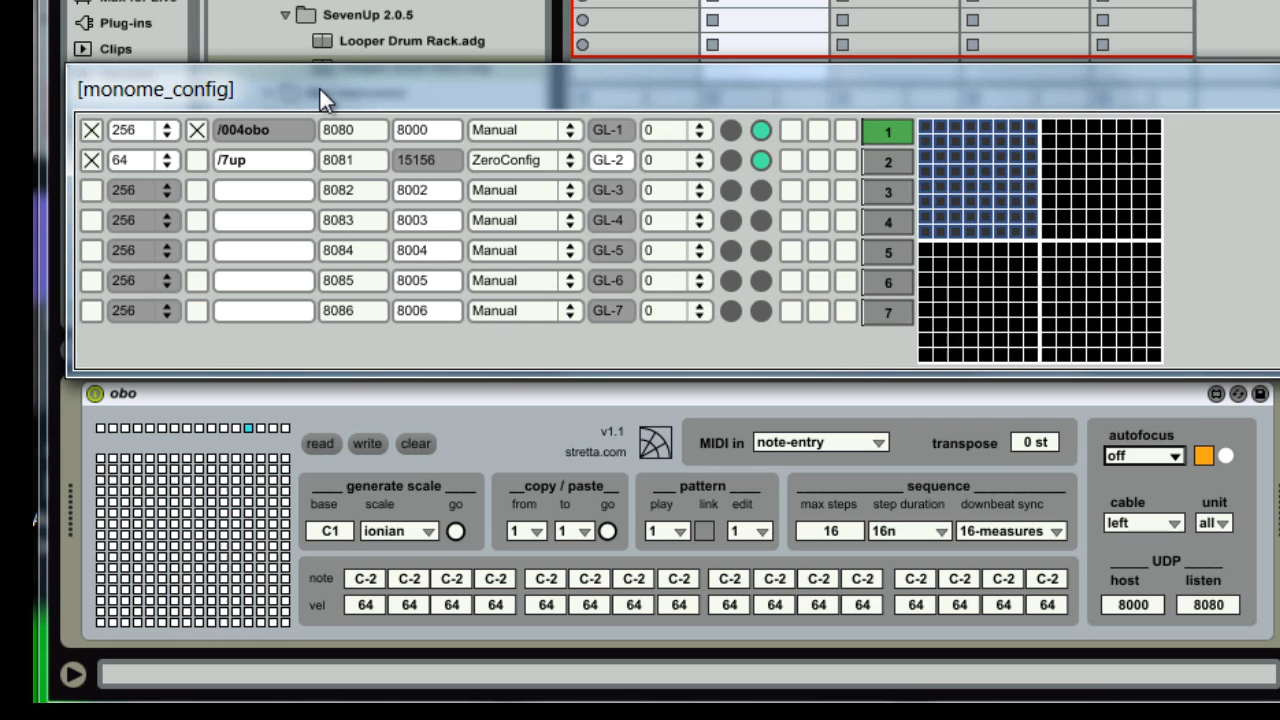 SevenUp 2.0.5
Plug-ins
Looper Drum Rack.adg
Clips
[monome_config]
256 /004obo 8080 8000 Manual GL-1 0 1
64 /7up 8081 15156 ZeroConfig GL-2 0 2
256 8082 8002 Manual GL-3 0 3
256 8083 8003 Manual GL-4 0 4
256 8084 8004 Manual GL-5 0 5
256 8085 8005 Manual GL-6 0 6
256 8086 8006 Manual GL-7 0 7
obo
read write clear
v1.1
stretta.com
MIDI in note-entry transpose 0 st
autofocus
off
generate scale
base scale go
C1 ionian
copy / paste
from to go
1 1
pattern
play link edit
1 1
sequence
max steps step duration downbeat sync
16 16n 16-measures
cable unit
left all
note C-2 C-2 C-2 C-2 C-2 C-2 C-2 C-2 C-2 C-2 C-2 C-2 C-2 C-2 C-2 C-2
vel 64 64 64 64 64 64 64 64 64 64 64 64 64 64 64 64
UDP
host listen
8000 8080